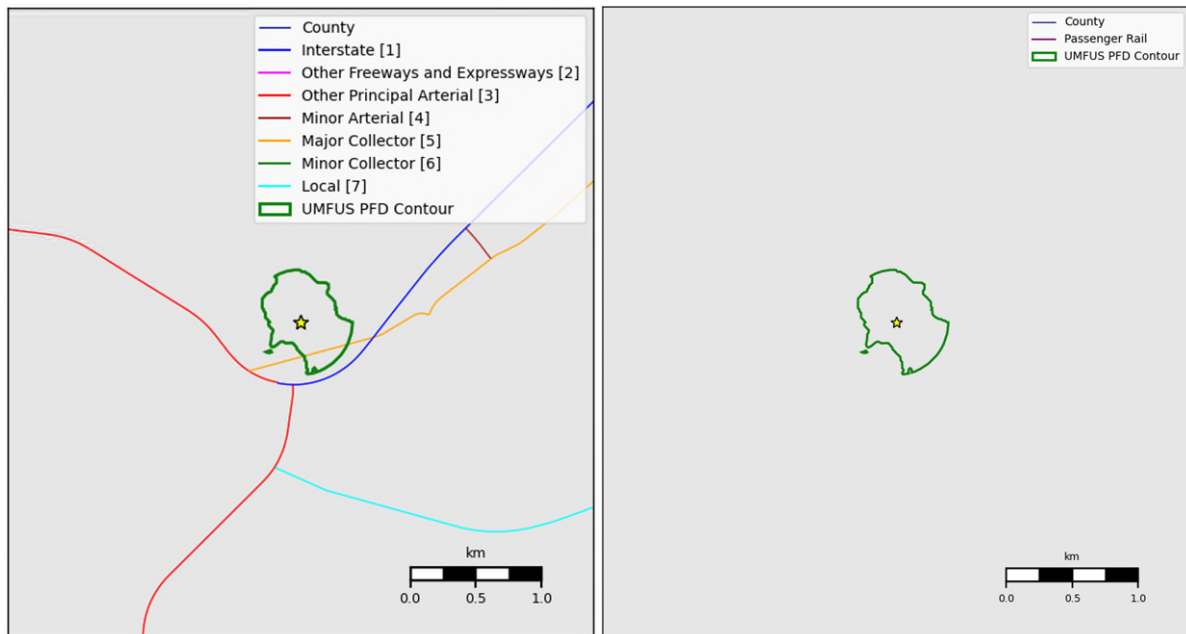 County
Interstate [1]
Other Freeways and Expressways [2]
Other Principal Arterial [3]
Minor Arterial [4]
Major Collector [5]
Minor Collector [6]
Local [7]
UMFUS PFD Contour
km
0.0 0.5 1.0
County
Passenger Rail
UMFUS PFD Contour
km
0.0 0.5 1.0